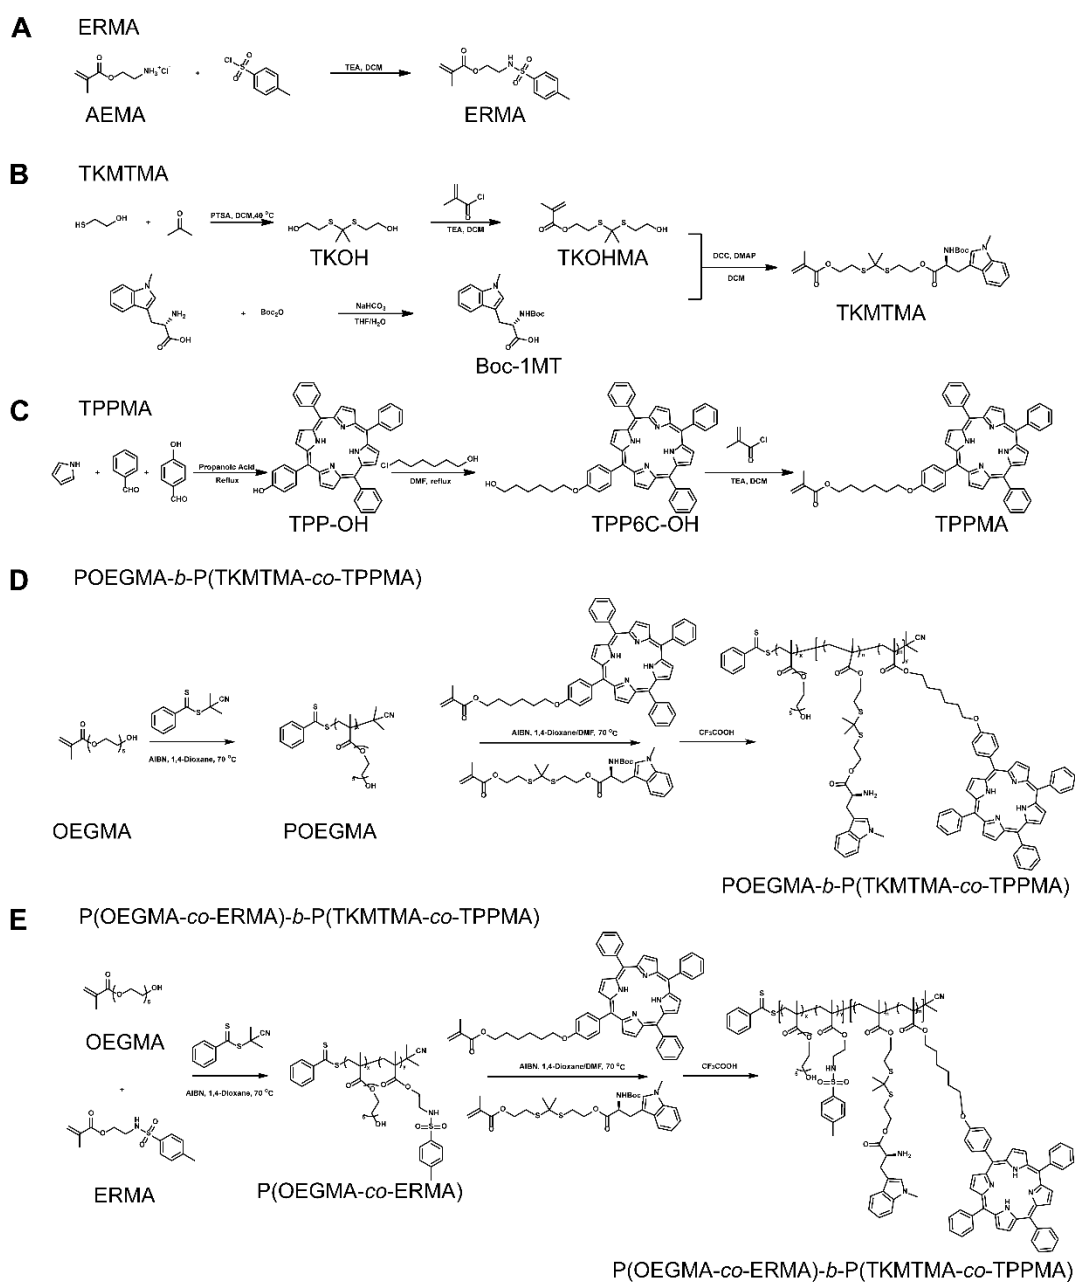 A ERMA
AEMA
+
TEA, DCM
ERMA
B TKMTMA
+
PTSA, DCM,40 °C
TKOH
TEA, DCM
TKOHMA
DCC, DMAP
DCM
TKMTMA
+ Boc₂O
NaHCO₃
THF/H₂O
Boc-1MT
C TPPMA
+ +
Propanoic Acid
Reflux
TPP-OH
DMF, reflux
TPP6C-OH
TEA, DCM
TPPMA
D POEGMA-b-P(TKMTMA-co-TPPMA)
OEGMA
AIBN, 1,4-Dioxane, 70 °C
POEGMA
AIBN, 1,4-Dioxane/DMF, 70 °C
CF₃COOH
POEGMA-b-P(TKMTMA-co-TPPMA)
E P(OEGMA-co-ERMA)-b-P(TKMTMA-co-TPPMA)
OEGMA
+
ERMA
AIBN, 1,4-Dioxane, 70 °C
P(OEGMA-co-ERMA)
AIBN. 1,4-Dioxane/DMF, 70 °C
CF₃COOH
P(OEGMA-co-ERMA)-b-P(TKMTMA-co-TPPMA)